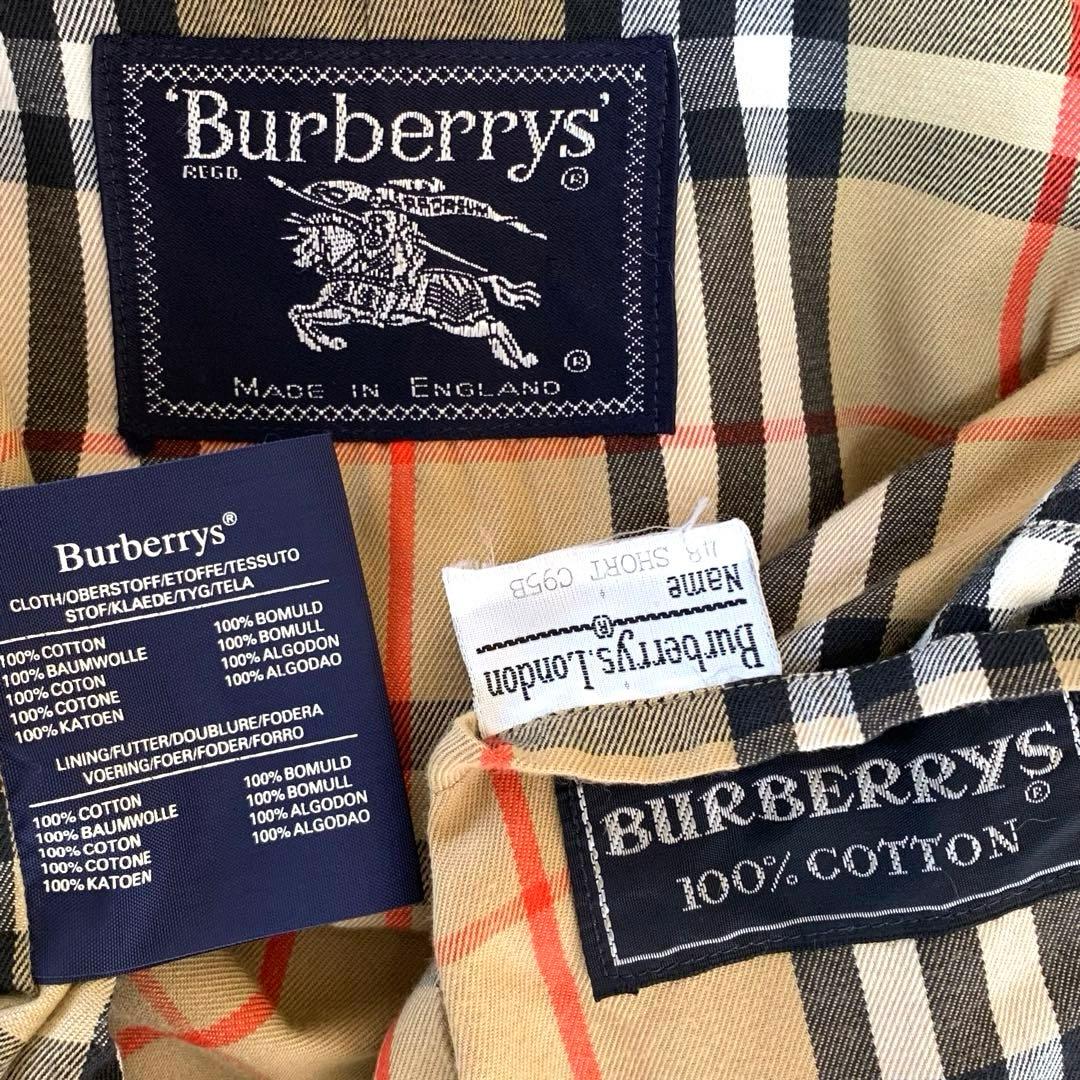 'Burberrys'
REGD.
®
PRORSUM
®
MADE IN ENGLAND
Burberrys®
CLOTH/OBERSTOFF/ETOFFE/TESSUTO
STOF/KLAEDE/TYG/TELA
100% COTTON
100% BAUMWOLLE
100% COTON
100% COTONE
100% KATOEN
100% BOMULD
100% BOMULL
100% ALGODON
100% ALGODAO
LINING/FUTTER/DOUBLURE/FODERA
VOERING/FOER/FODER/FORRO
100% COTTON
100% BAUMWOLLE
100% COTON
100% COTONE
100% KATOEN
100% BOMULD
100% BOMULL
100% ALGODON
100% ALGODAO
Burberrys.London
®
Name
48 SHORT C95B
BURBERRYS®
100% COTTON